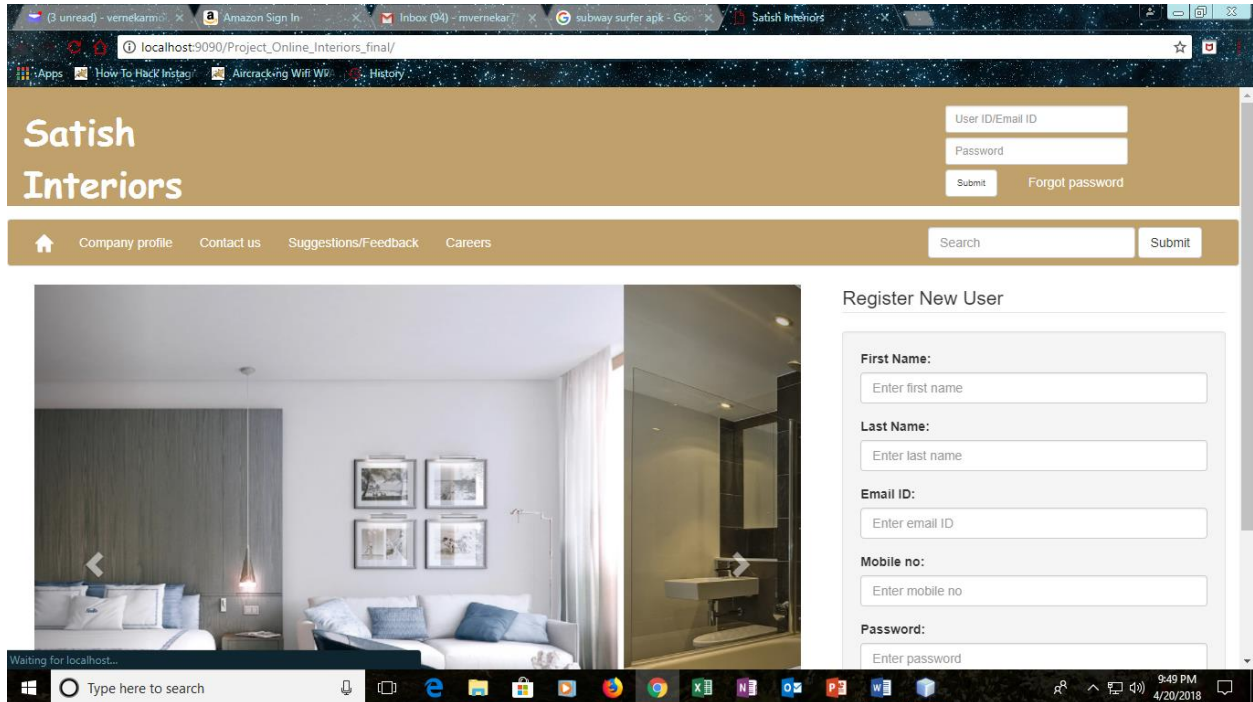 (3 unread) - vernekarmo
Amazon Sign In
Inbox (94) - mvernekar
subway surfer apk - Goo
Satish Interiors
localhost:9090/Project_Online_Interiors_final/
Apps
How To Hack Instag
Aircrack-ng Wifi
History
Satish
Interiors
User ID/Email ID
Password
Submit
Forgot password
Company profile
Contact us
Suggestions/Feedback
Careers
Search
Submit
Register New User
First Name:
Enter first name
Last Name:
Enter last name
Email ID:
Enter email ID
Mobile no:
Enter mobile no
Password:
Enter password
Waiting for localhost...
Type here to search
9:49 PM
4/20/2018